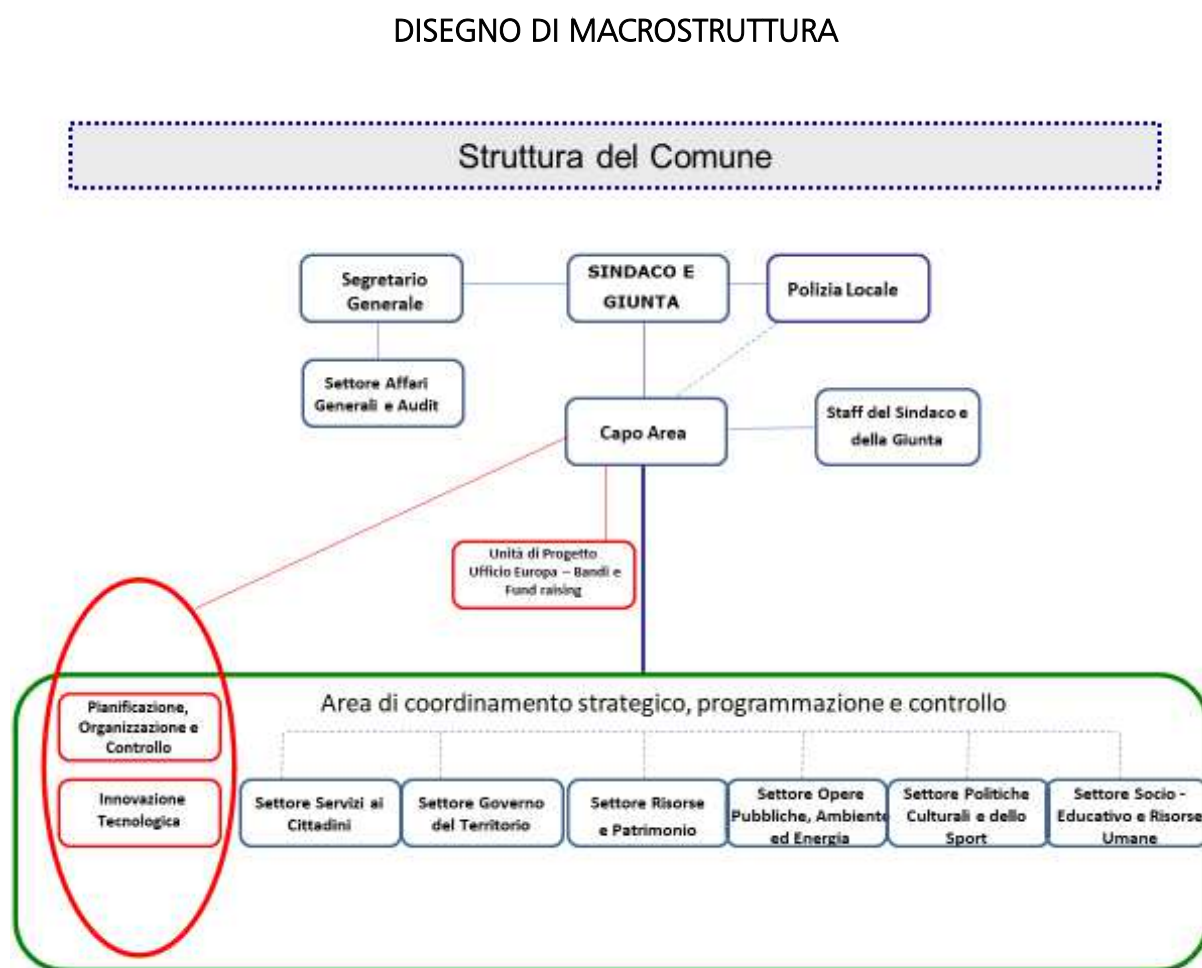 DISEGNO DI MACROSTRUTTURA
Struttura del Comune
Segretario
Generale
SINDACO E
GIUNTA
Polizia Locale
Settore Affari
Generali e Audit
Capo Area
Staff del Sindaco e
della Giunta
Unità di Progetto
Ufficio Europa – Bandi e
Fund raising
Area di coordinamento strategico, programmazione e controllo
Pianificazione,
Organizzazione e
Controllo
Innovazione
Tecnologica
Settore Servizi ai
Cittadini
Settore Governo
del Territorio
Settore Risorse
e Patrimonio
Settore Opere
Pubbliche, Ambiente
ed Energia
Settore Politiche
Culturali e dello
Sport
Settore Socio -
Educativo e Risorse
Umane